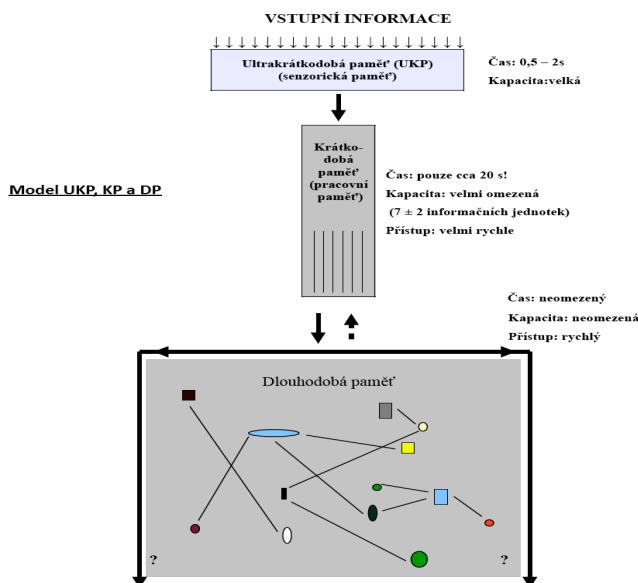 VSTUPNÍ INFORMACE
Ultrakrátkodobá paměť (UKP)
(senzorická paměť)
Čas: 0,5 – 2s
Kapacita:velká
Krátko-
dobá
paměť
(pracovní
paměť)
Čas: pouze cca 20 s!
Kapacita: velmi omezená
(7 ± 2 informačních jednotek)
Přístup: velmi rychle
Model UKP, KP a DP
Čas: neomezený
Kapacita: neomezená
Přístup: rychlý
Dlouhodobá paměť
?
?